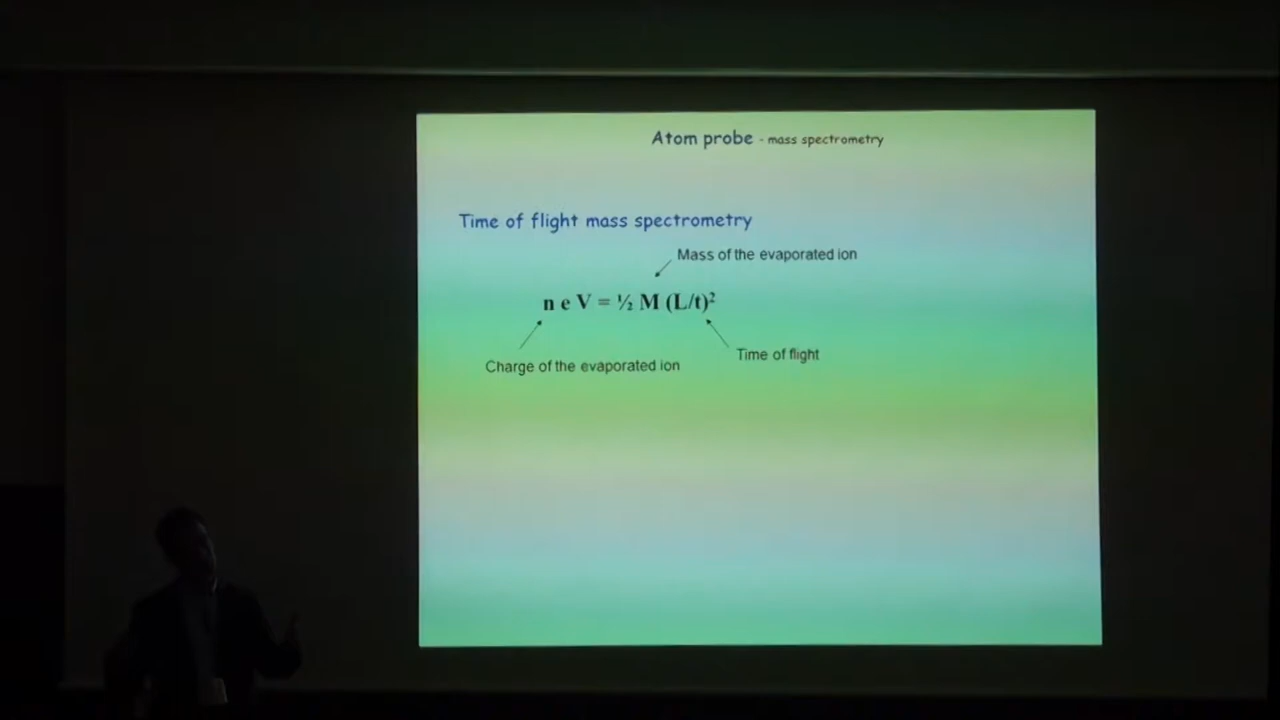 Atom probe - mass spectrometry
Time of flight mass spectrometry
Mass of the evaporated ion
n e V = ½ M (L/t)²
Time of flight
Charge of the evaporated ion